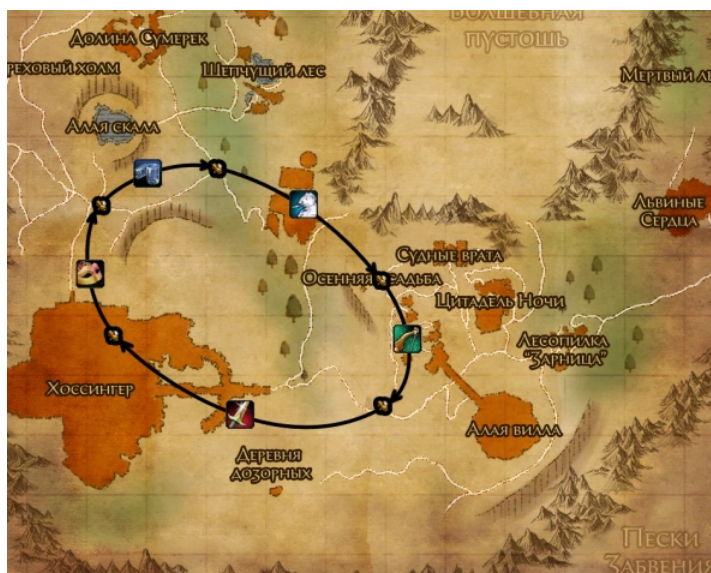 Волшебная
пустошь
Долина Сумерек
реховый холм
Шепчущий лес
Мертвый ле
Алая скала
Львиные
Сердца
Судные врата
Осенняя
садьба
Цитадель Ночи
Лесопилка
"Зарница"
Хоссингер
Алая вилла
Деревня
дозорных
Пески
Забвения